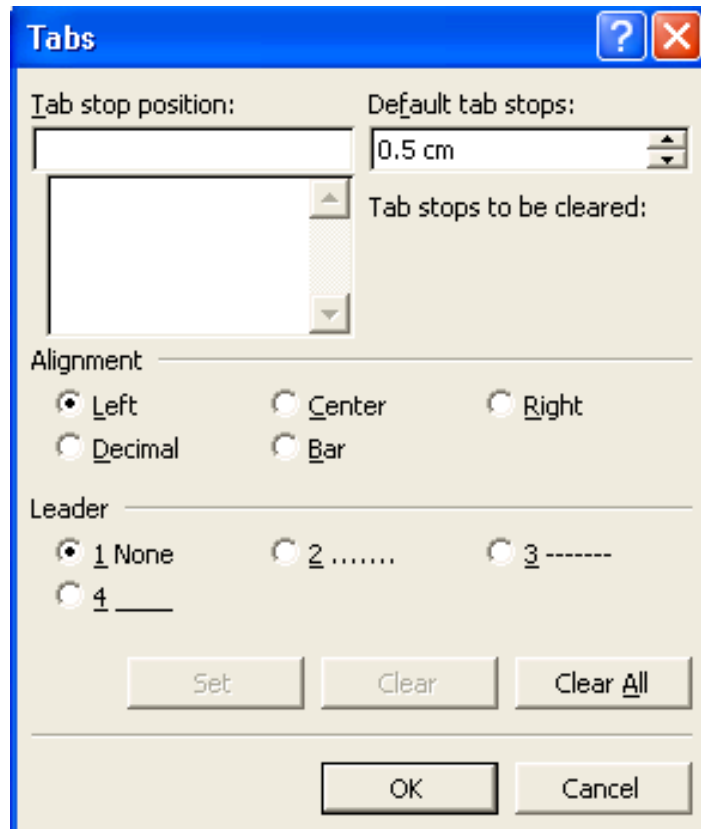 Tabs
Tab stop position: Default tab stops:
0.5 cm
Tab stops to be cleared:
Alignment
Left Center Right
Decimal Bar
Leader
1 None 2 ....... 3 -------
4 ____
Set Clear Clear All
OK Cancel